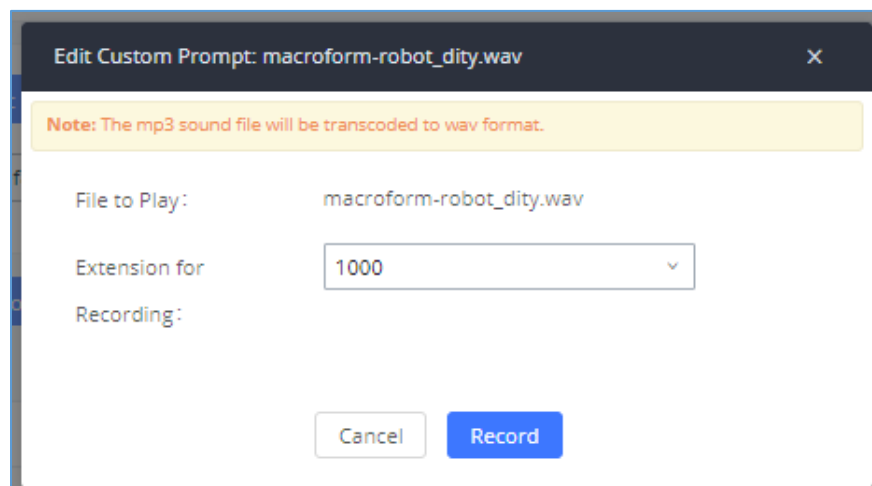 Edit Custom Prompt: macroform-robot_dity.wav ×
Note: The mp3 sound file will be transcoded to wav format.
File to Play: macroform-robot_dity.wav
Extension for 1000
Recording:
Cancel Record